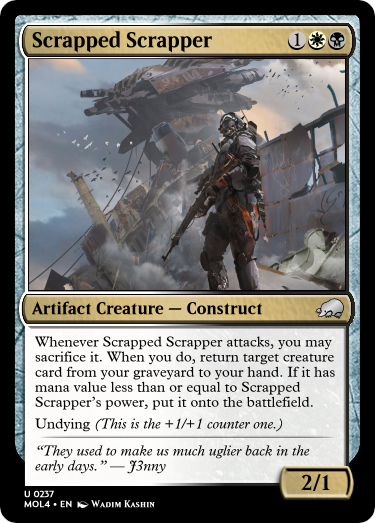 Scrapped Scrapper 1
Artifact Creature — Construct
Whenever Scrapped Scrapper attacks, you may
sacrifice it. When you do, return target creature
card from your graveyard to your hand. If it has
mana value less than or equal to Scrapped
Scrapper's power, put it onto the battlefield.
Undying (This is the +1/+1 counter one.)
"They used to make us much uglier back in the
early days." — J3nny
2/1
U 0237
MOL4 • EN Wadim Kashin